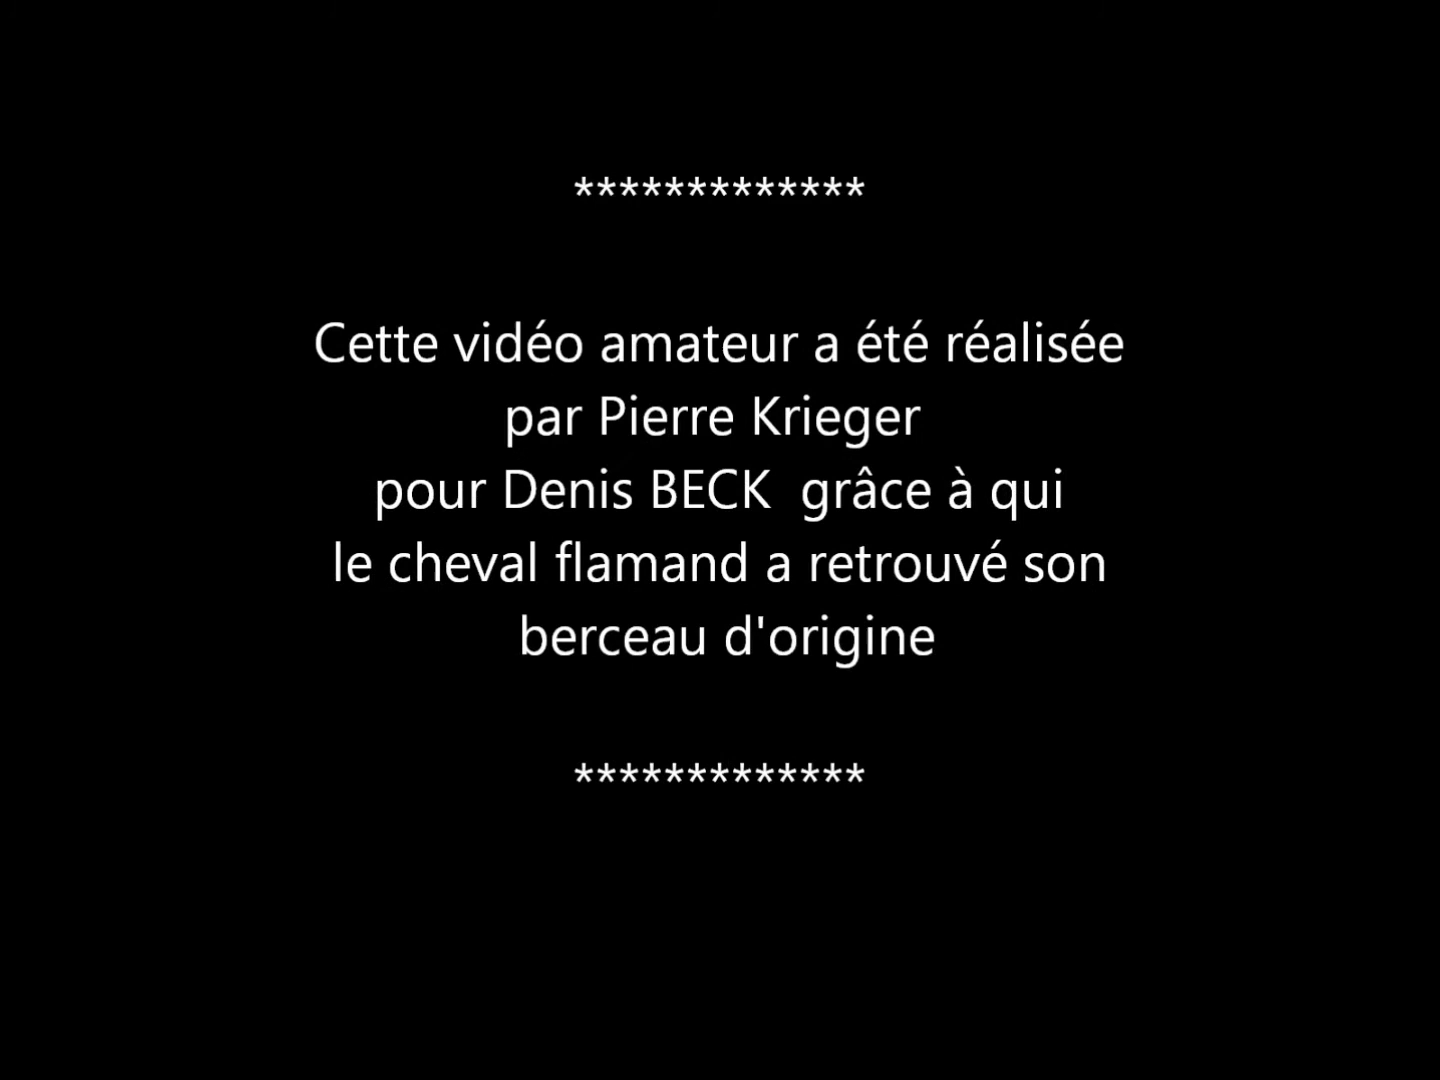 *************
Cette vidéo amateur a été réalisée
par Pierre Krieger
pour Denis BECK  grâce à qui
le cheval flamand a retrouvé son
berceau d'origine
*************